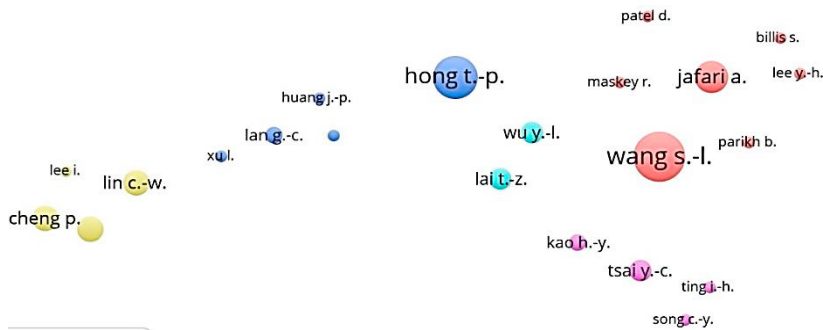 patel d.
billis s.
hong t.-p.
maskey r.
jafari a.
lee y.-h.
huang j.-p.
lan g.-c.
wu y.-l.
parikh b.
xu l.
wang s.-l.
lee i.
lin c.-w.
lai t.-z.
cheng p.
kao h.-y.
tsai y.-c.
ting i.-h.
song c.-y.